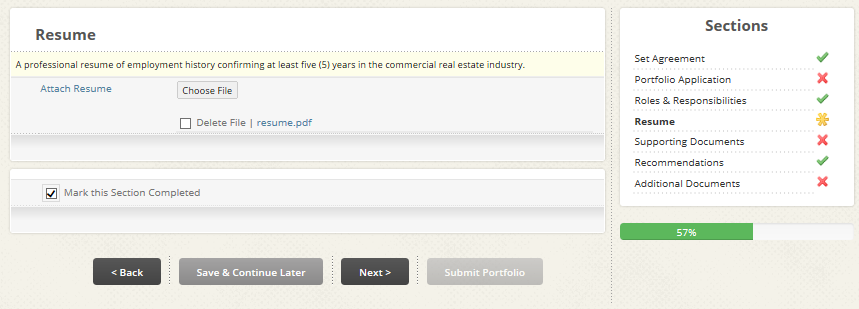 Resume
A professional resume of employment history confirming at least five (5) years in the commercial real estate industry.
Attach Resume
Choose File
Delete File | resume.pdf
Mark this Section Completed
< Back
Save & Continue Later
Next >
Submit Portfolio
Sections
Set Agreement
Portfolio Application
Roles & Responsibilities
Resume
Supporting Documents
Recommendations
Additional Documents
57%